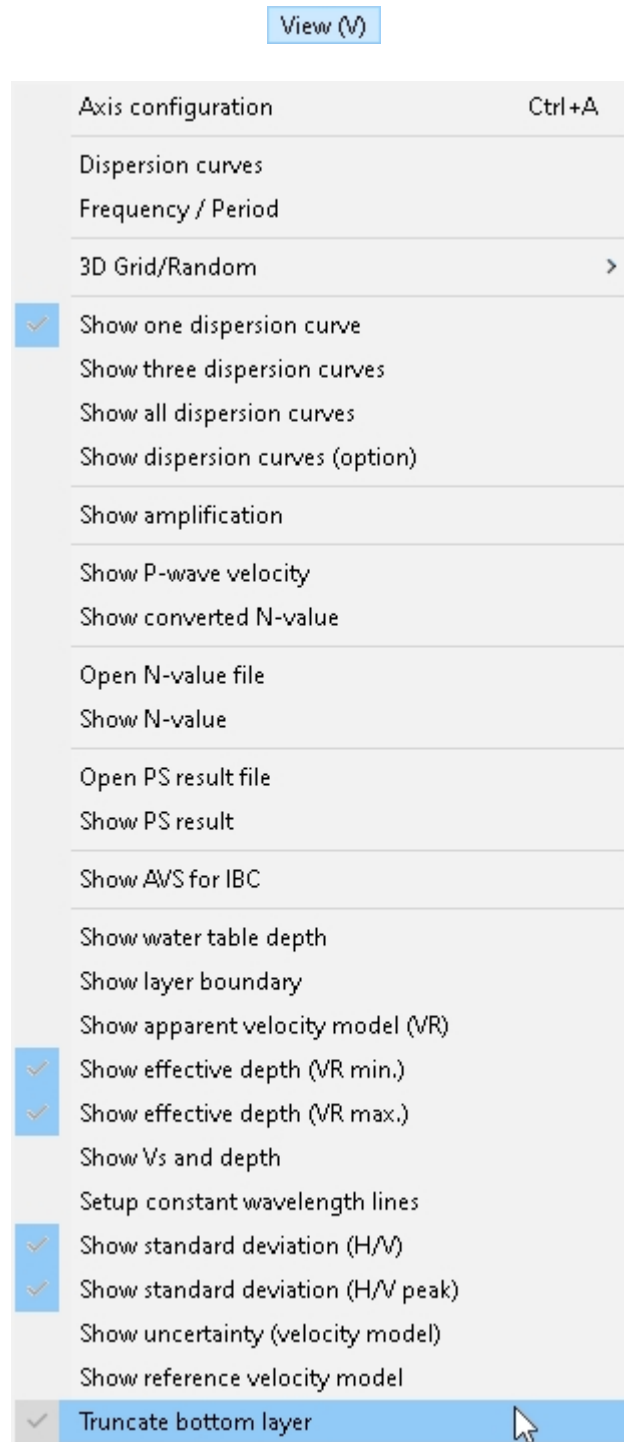 View (V)
Axis configuration Ctrl+A
Dispersion curves
Frequency / Period
3D Grid/Random
Show one dispersion curve
Show three dispersion curves
Show all dispersion curves
Show dispersion curves (option)
Show amplification
Show P-wave velocity
Show converted N-value
Open N-value file
Show N-value
Open PS result file
Show PS result
Show AVS for IBC
Show water table depth
Show layer boundary
Show apparent velocity model (VR)
Show effective depth (VR min.)
Show effective depth (VR max.)
Show Vs and depth
Setup constant wavelength lines
Show standard deviation (H/V)
Show standard deviation (H/V peak)
Show uncertainty (velocity model)
Show reference velocity model
Truncate bottom layer